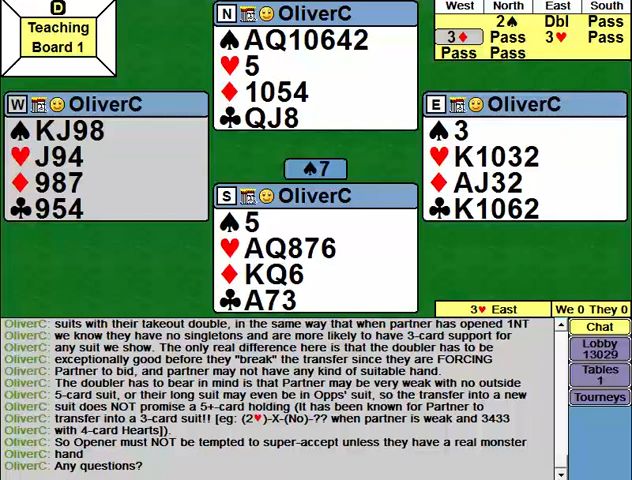 D
Teaching
Board 1
N OliverC
♠AQ10642
♥5
♦1054
♣QJ8
West North East South
2♠ Dbl Pass
3♦ Pass 3♥ Pass
Pass Pass
W OliverC
♠KJ98
♥J94
♦987
♣954
♠7
E OliverC
♠3
♥K1032
♦AJ32
♣K1062
S OliverC
♠5
♥AQ876
♦KQ6
♣A73
3♥ East We 0 They 0
OliverC: suits with their takeout double, in the same way that when partner has opened 1NT
OliverC: we know they have no singletons and are more likely to have 3-card support for
OliverC: any suit we show. The only real difference here is that the doubler has to be
OliverC: exceptionally good before they "break" the transfer since they are FORCING
OliverC: Partner to bid, and partner may not have any kind of suitable hand.
OliverC: The doubler has to bear in mind is that Partner may be very weak with no outside
OliverC: 5-card suit, or their long suit may even be in Opps' suit, so the transfer into a new
OliverC: suit does NOT promise a 5+-card holding (It has been known for Partner to
OliverC: transfer into a 3-card suit!! [eg: (2♥)-X-(No)-?? when partner is weak and 3433
OliverC: with 4-card Hearts]).
OliverC: So Opener must NOT be tempted to super-accept unless they have a real monster
OliverC: hand
OliverC: Any questions?
Chat
Lobby
13029
Tables
1
Tourneys